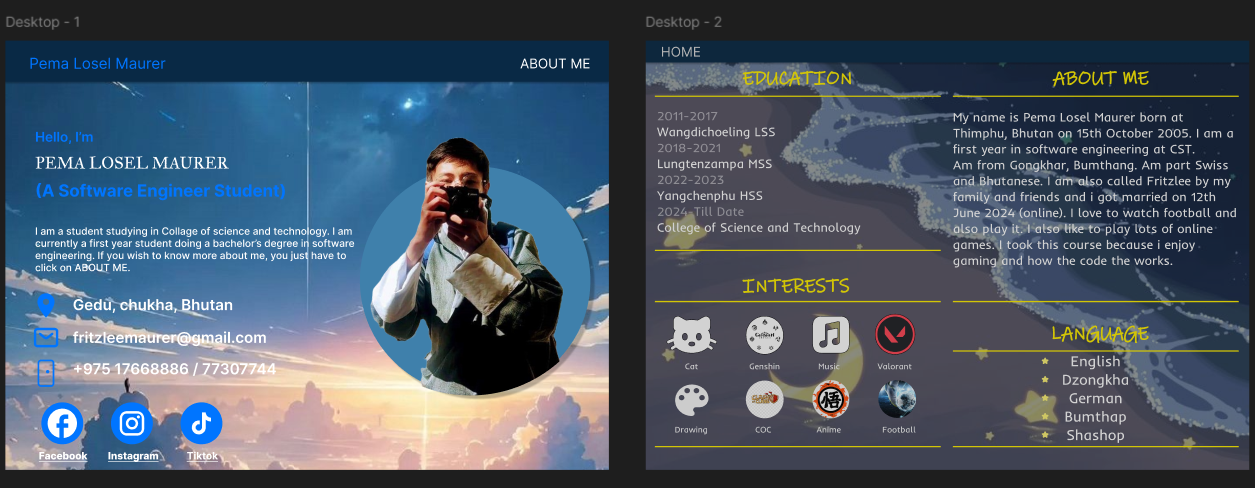 Desktop - 1
Pema Losel Maurer
ABOUT ME
Hello, I'm
PEMA LOSEL MAURER
(A Software Engineer Student)
I am a student studying in Collage of science and technology. I am
currently a first year student doing a bachelor's degree in software
engineering. If you wish to know more about me, you just have to
click on ABOUT ME.
Gedu, chukha, Bhutan
fritzleemaurer@gmail.com
+975 17668886 / 77307744
Facebook
Instagram
Tiktok
Desktop - 2
HOME
EDUCATION
2011-2017
Wangdichoeling LSS
2018-2021
Lungtenzampa MSS
2022-2023
Yangchenphu HSS
2024-Till Date
College of Science and Technology
INTERESTS
Cat
Genshin
Music
Valorant
Drawing
COC
Anime
Football
ABOUT ME
My name is Pema Losel Maurer born at
Thimphu, Bhutan on 15th October 2005. I am a
first year in software engineering at CST.
Am from Gongkhar, Bumthang. Am part Swiss
and Bhutanese. I am also called Fritzlee by my
family and friends and i got married on 12th
June 2024 (online). I love to watch football and
also play it. I also like to play lots of online
games. I took this course because i enjoy
gaming and how the code the works.
LANGUAGE
English
Dzongkha
German
Bumthap
Shashop